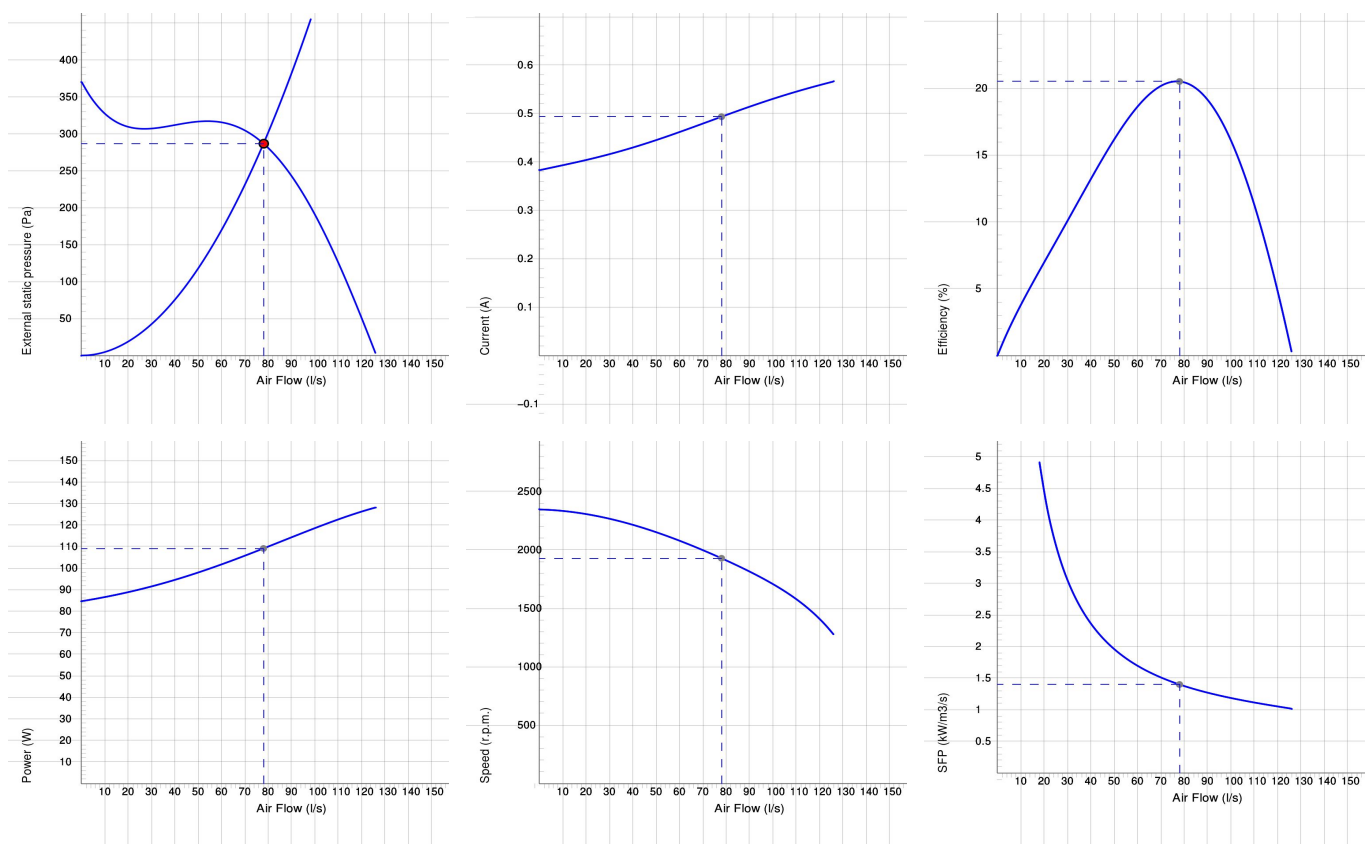 400
350
300
250
200
150
100
50
External static pressure (Pa)
10 20 30 40 50 60 70 80 90 100 110 120 130 140 150
Air Flow (l/s)
0.6
0.5
0.4
0.3
0.2
0.1
−0.1
Current (A)
10 20 30 40 50 60 70 80 90 100 110 120 130 140 150
Air Flow (l/s)
20
15
10
5
Efficiency (%)
10 20 30 40 50 60 70 80 90 100 110 120 130 140 150
Air Flow (l/s)
150
140
130
120
110
100
90
80
70
60
50
40
30
20
10
Power (W)
10 20 30 40 50 60 70 80 90 100 110 120 130 140 150
Air Flow (l/s)
2500
2000
1500
1000
500
Speed (r.p.m.)
10 20 30 40 50 60 70 80 90 100 110 120 130 140 150
Air Flow (l/s)
5
4.5
4
3.5
3
2.5
2
1.5
1
0.5
SFP (kW/m3/s)
10 20 30 40 50 60 70 80 90 100 110 120 130 140 150
Air Flow (l/s)